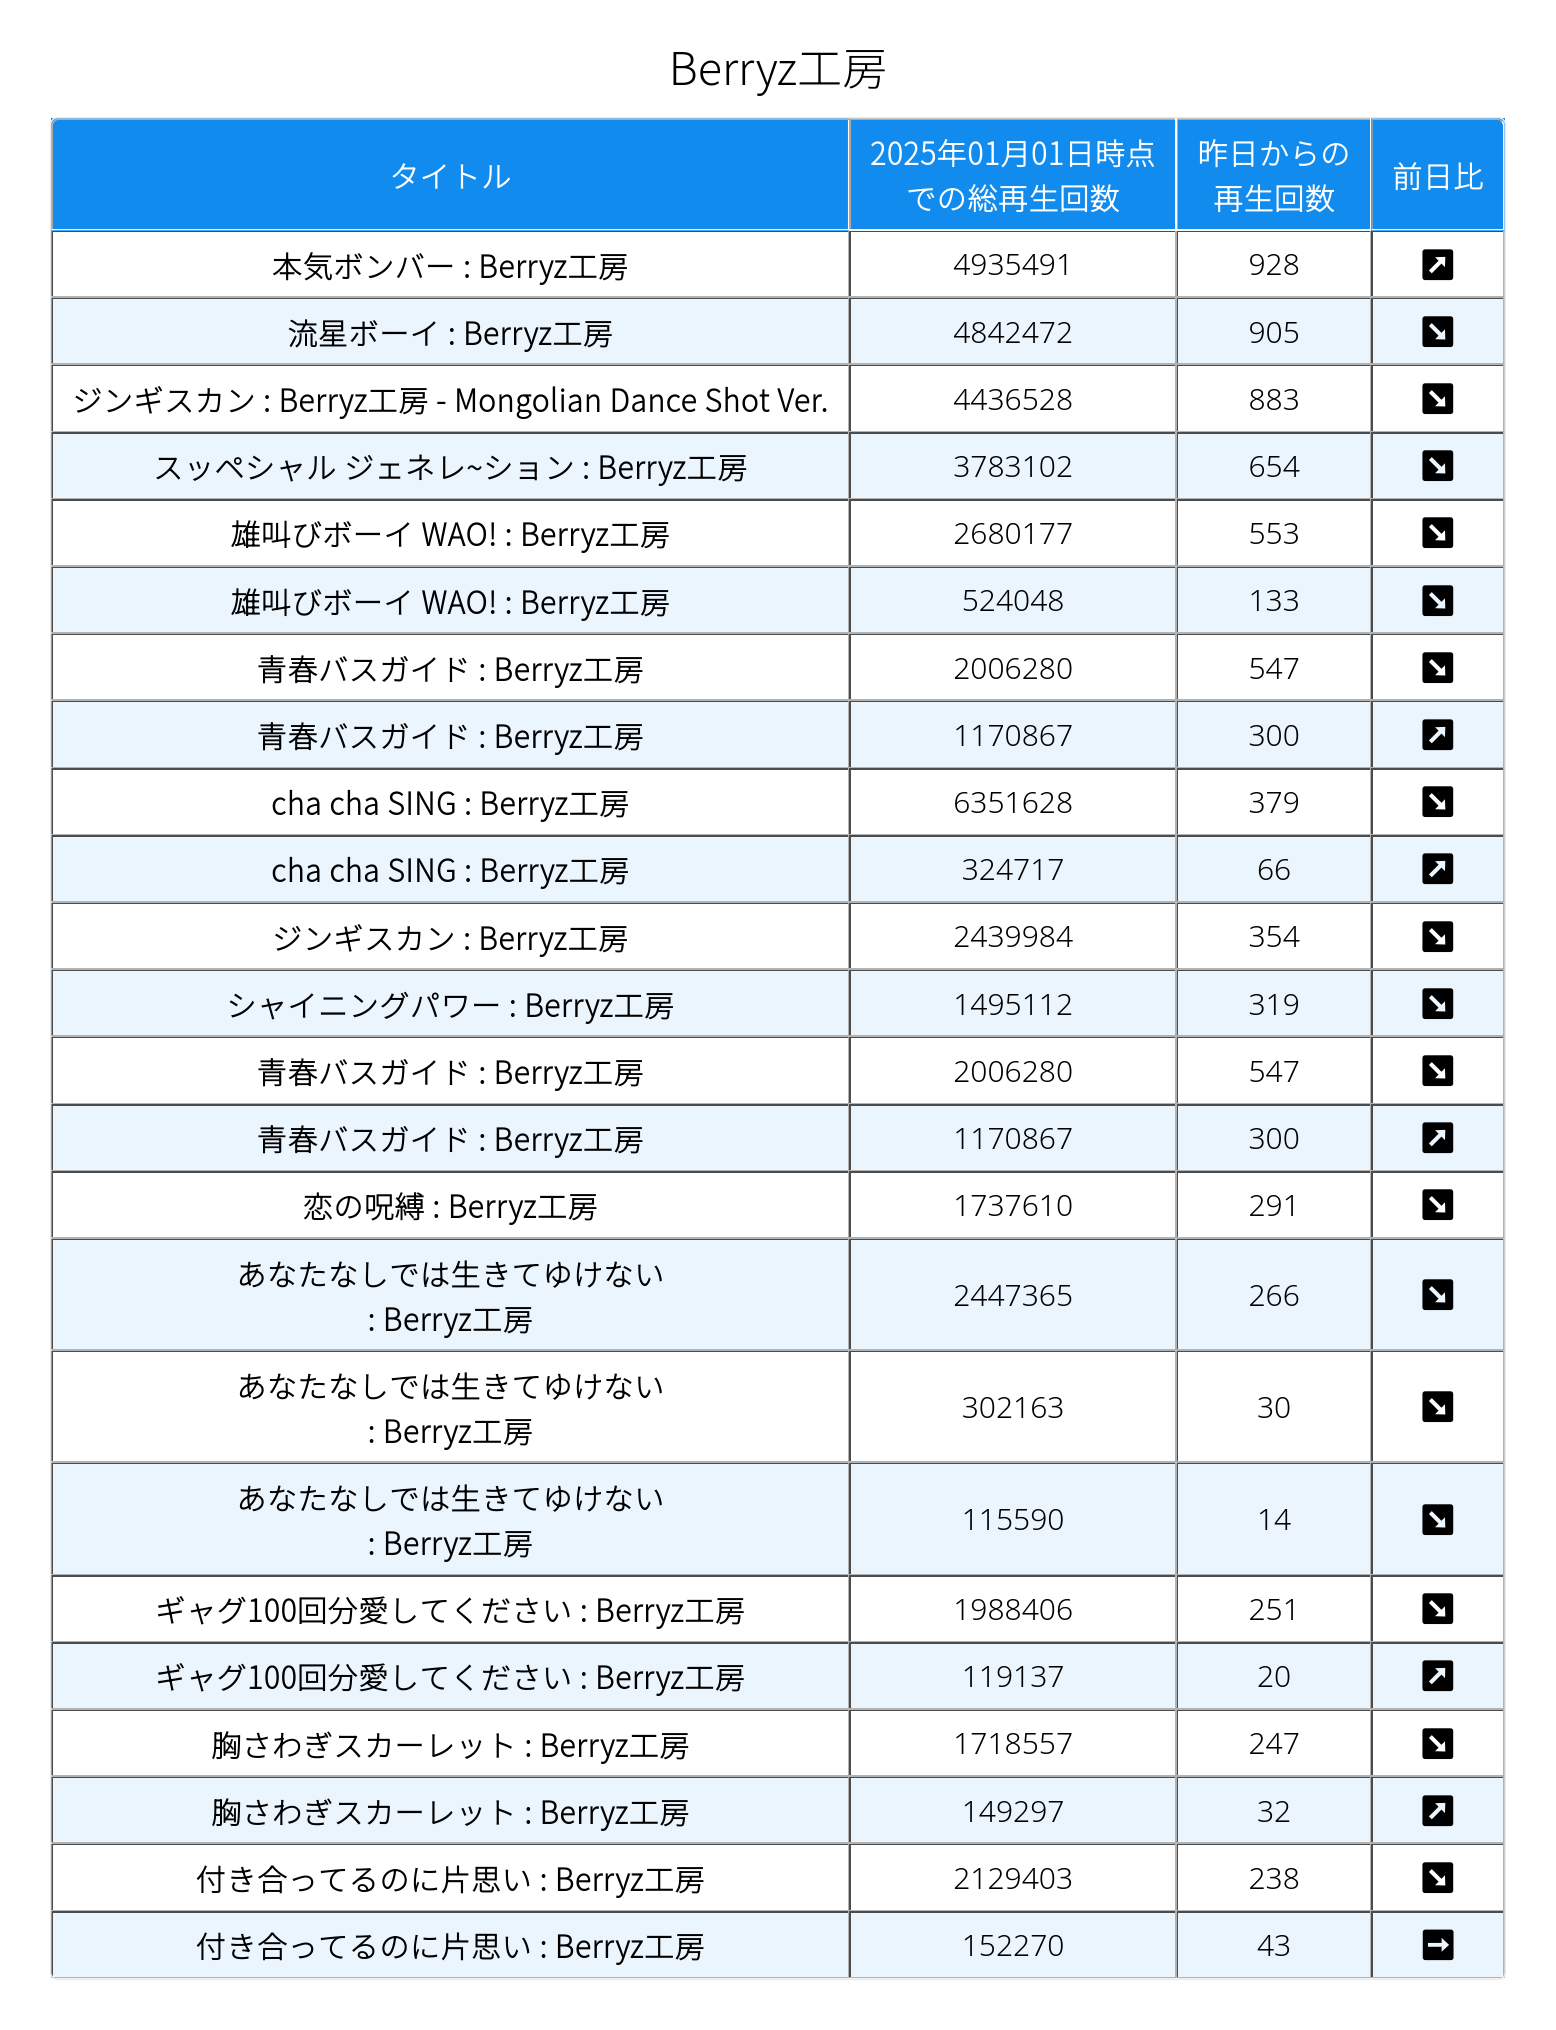 Berryz工房
タイトル 2025年01月01日時点 昨日からの 前日比
での総再生回数 再生回数
本気ボンバー : Berryz工房 4935491 928 ↗
流星ボーイ : Berryz工房 4842472 905 ↘
ジンギスカン : Berryz工房 - Mongolian Dance Shot Ver. 4436528 883 ↘
スッペシャル ジェネレ~ション : Berryz工房 3783102 654 ↘
雄叫びボーイ WAO! : Berryz工房 2680177 553 ↘
雄叫びボーイ WAO! : Berryz工房 524048 133 ↘
青春バスガイド : Berryz工房 2006280 547 ↘
青春バスガイド : Berryz工房 1170867 300 ↗
cha cha SING : Berryz工房 6351628 379 ↘
cha cha SING : Berryz工房 324717 66 ↗
ジンギスカン : Berryz工房 2439984 354 ↘
シャイニングパワー : Berryz工房 1495112 319 ↘
青春バスガイド : Berryz工房 2006280 547 ↘
青春バスガイド : Berryz工房 1170867 300 ↗
恋の呪縛 : Berryz工房 1737610 291 ↘
あなたなしでは生きてゆけない
: Berryz工房 2447365 266 ↘
あなたなしでは生きてゆけない
: Berryz工房 302163 30 ↘
あなたなしでは生きてゆけない
: Berryz工房 115590 14 ↘
ギャグ100回分愛してください : Berryz工房 1988406 251 ↘
ギャグ100回分愛してください : Berryz工房 119137 20 ↗
胸さわぎスカーレット : Berryz工房 1718557 247 ↘
胸さわぎスカーレット : Berryz工房 149297 32 ↗
付き合ってるのに片思い : Berryz工房 2129403 238 ↘
付き合ってるのに片思い : Berryz工房 152270 43 →